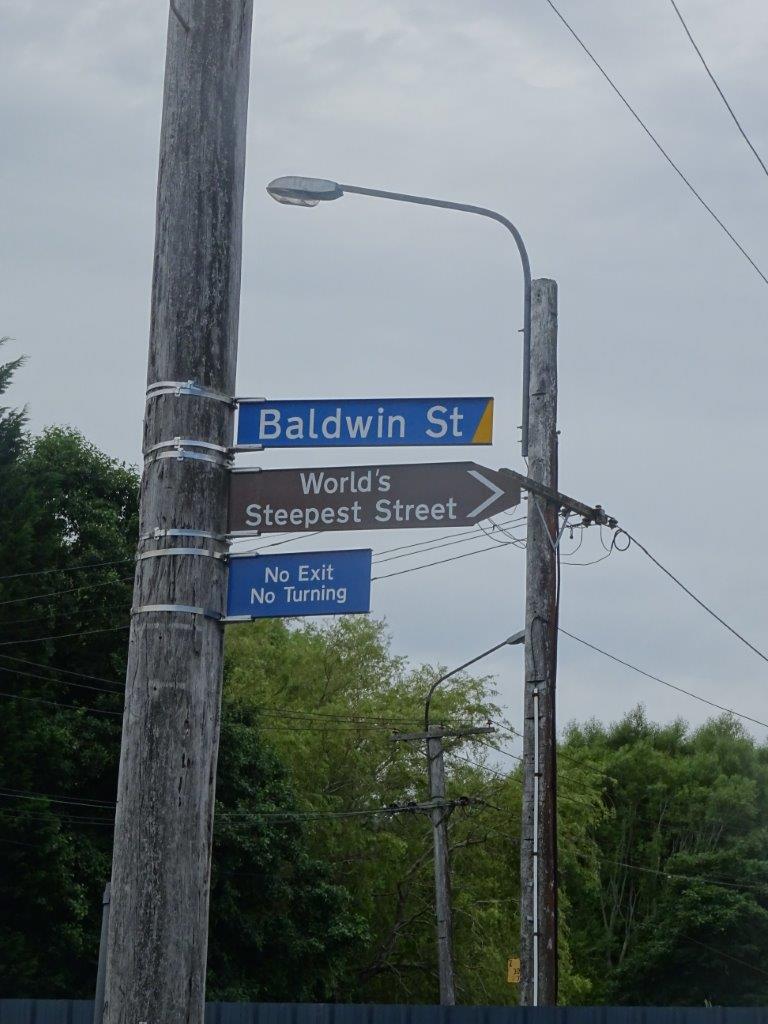 Baldwin St
World's
Steepest Street
No Exit
No Turning